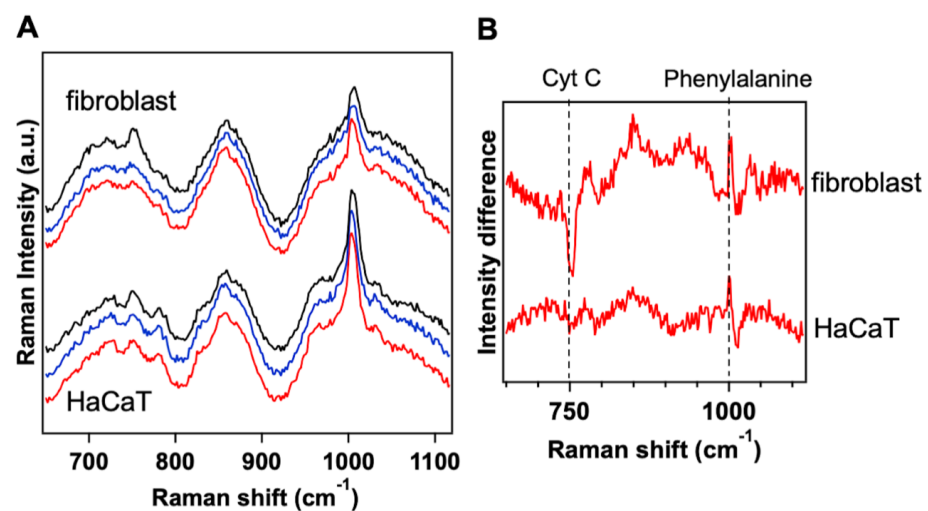 A
fibroblast
HaCaT
Raman Intensity (a.u.)
700 800 900 1000 1100
Raman shift (cm⁻¹)
B
Cyt C Phenylalanine
fibroblast
HaCaT
Intensity difference
750 1000
Raman shift (cm⁻¹)